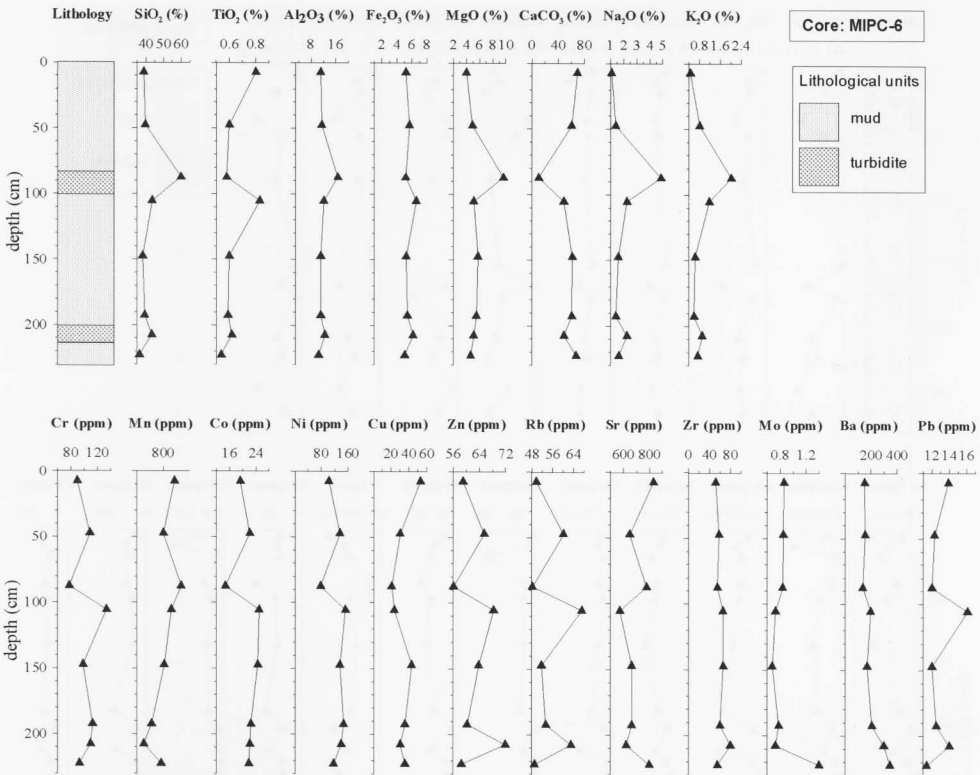 Lithology SiO₂ (%) TiO₂ (%) Al₂O₃ (%) Fe₂O₃ (%) MgO (%) CaCO₃ (%) Na₂O (%) K₂O (%)
40 50 60 0.6 0.8 8 16 2 4 6 8 2 4 6 8 10 0 40 80 1 2 3 4 5 0.8 1.6 2.4
Core: MIPC-6
Lithological units
mud
turbidite
0
50
100
150
200
depth (cm)
Cr (ppm) Mn (ppm) Co (ppm) Ni (ppm) Cu (ppm) Zn (ppm) Rb (ppm) Sr (ppm) Zr (ppm) Mo (ppm) Ba (ppm) Pb (ppm)
80 120 800 16 24 80 160 20 40 60 56 64 72 48 56 64 600 800 0 40 80 0.8 1.2 200 400 12 14 16
0
50
100
150
200
depth (cm)